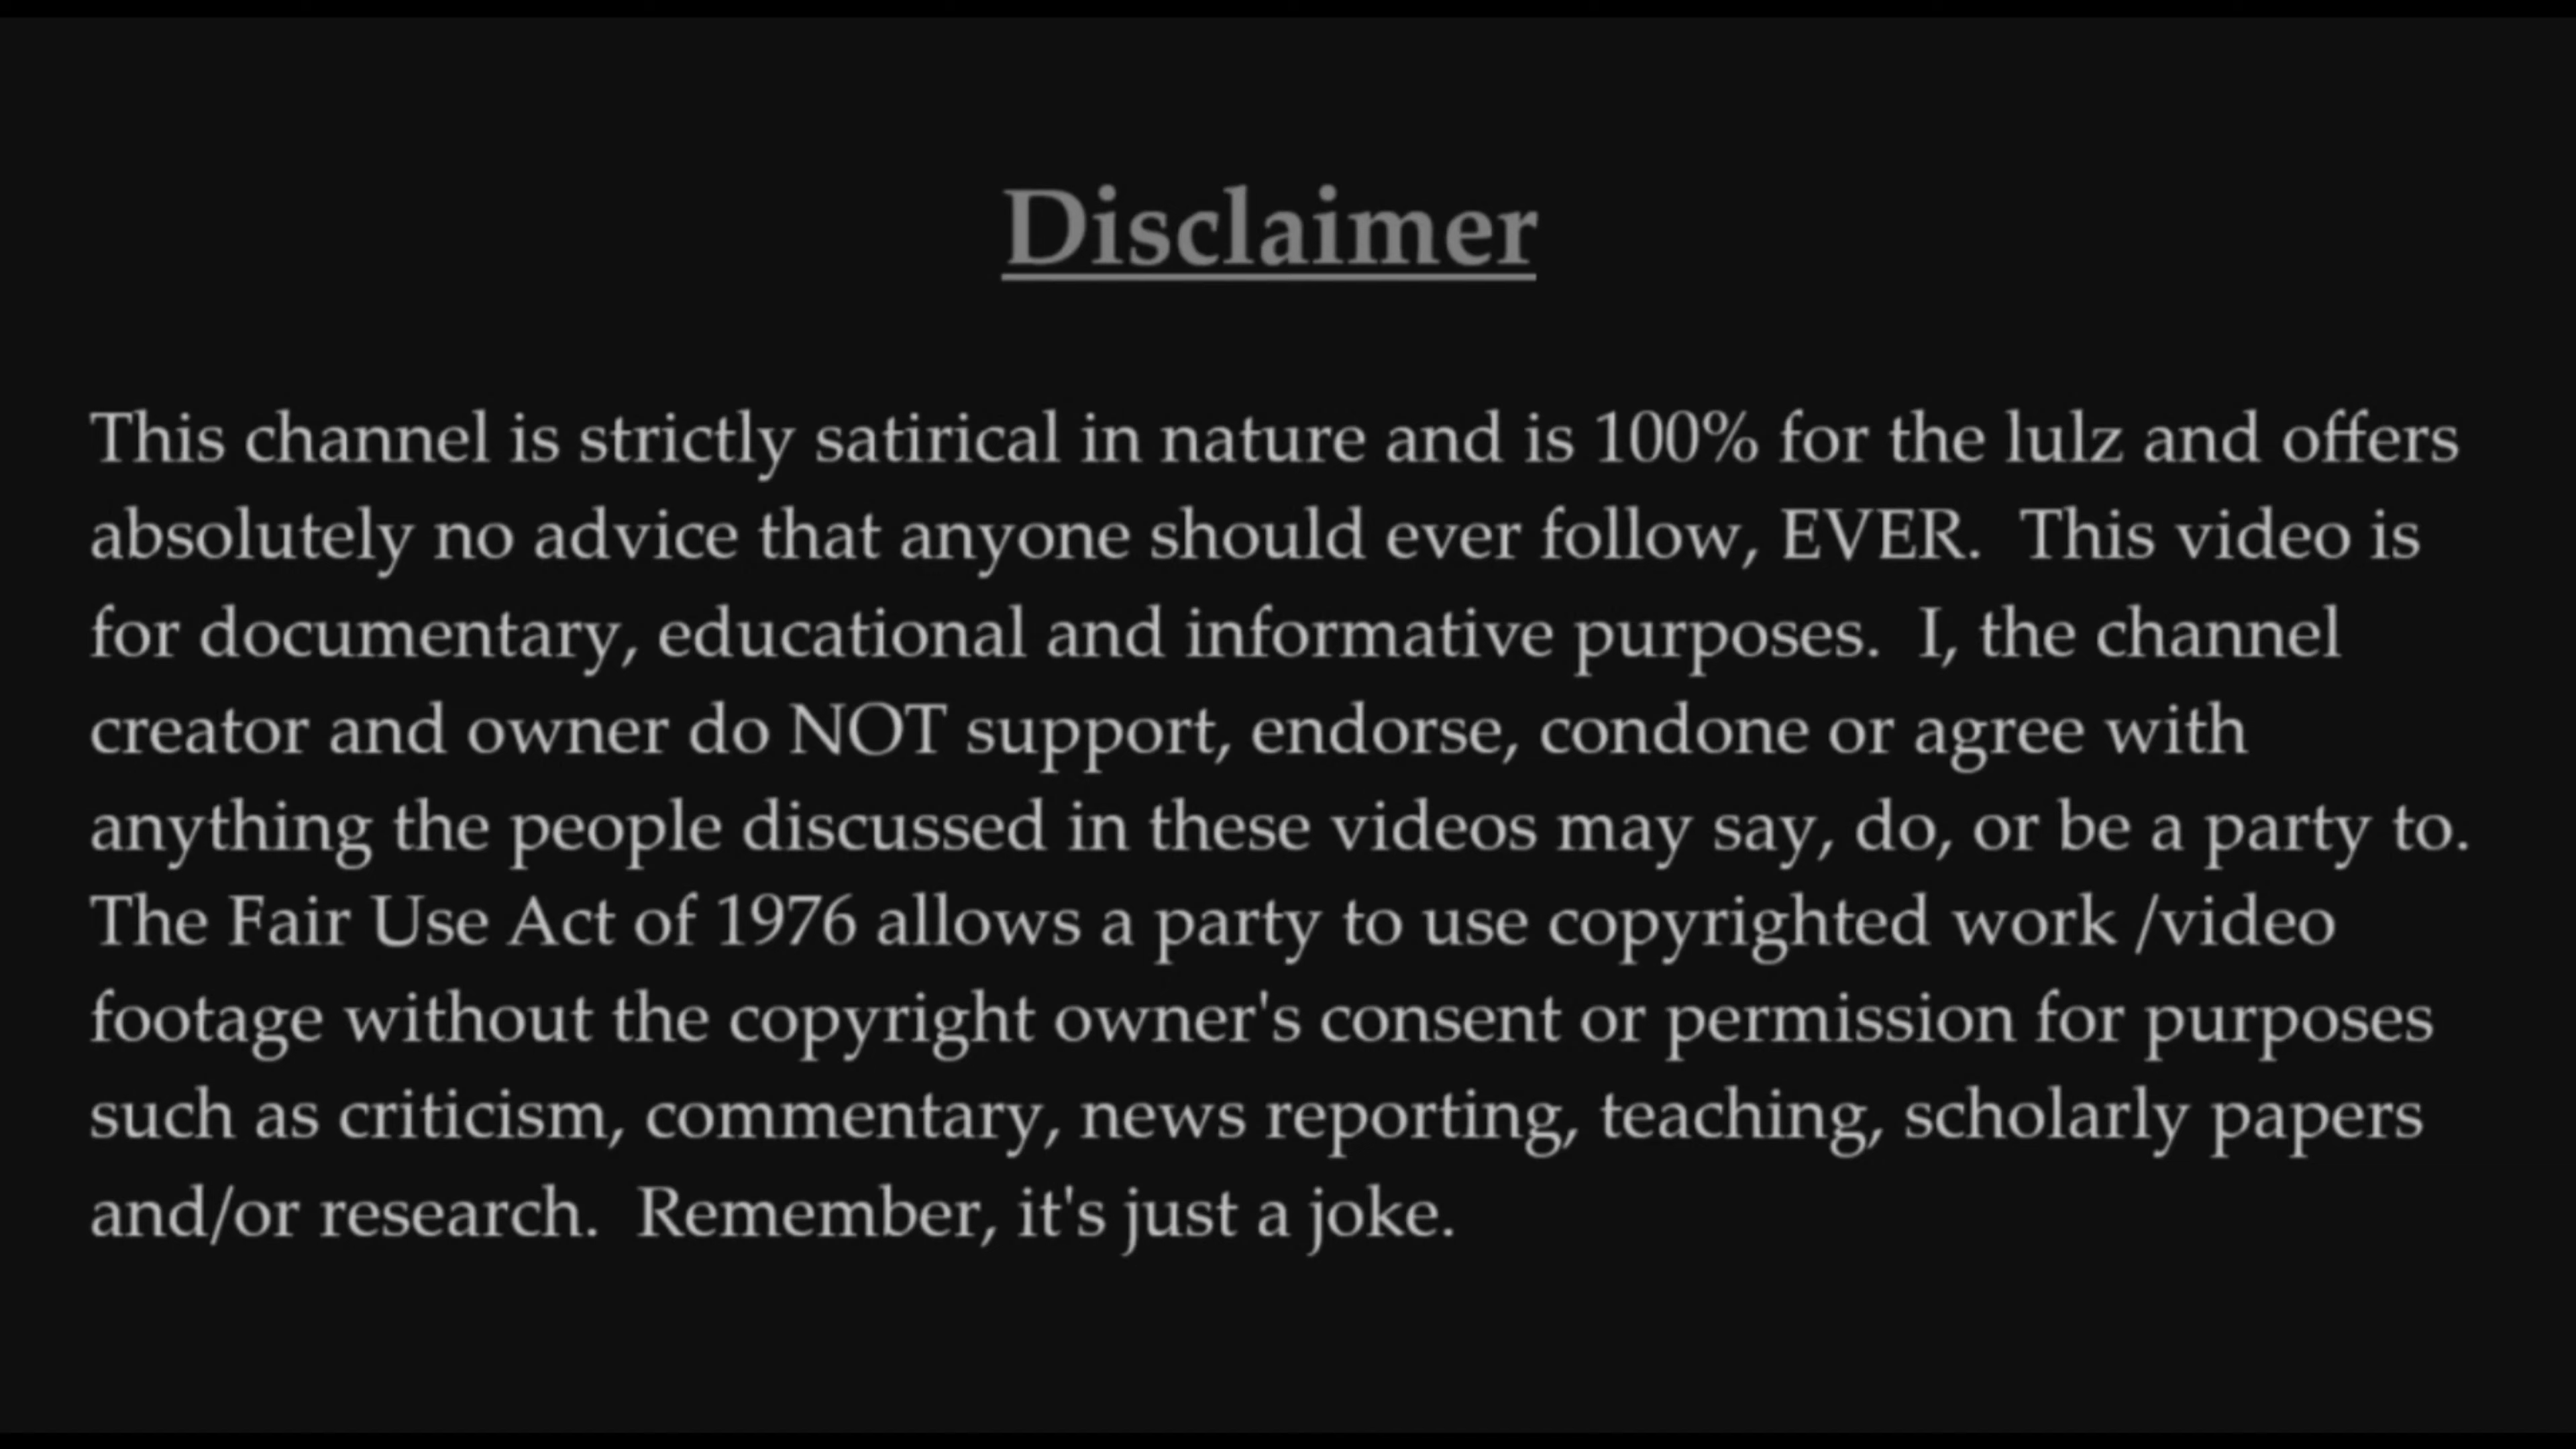 Disclaimer
This channel is strictly satirical in nature and is 100% for the lulz and offers
absolutely no advice that anyone should ever follow, EVER.  This video is
for documentary, educational and informative purposes.  I, the channel
creator and owner do NOT support, endorse, condone or agree with
anything the people discussed in these videos may say, do, or be a party to.
The Fair Use Act of 1976 allows a party to use copyrighted work /video
footage without the copyright owner's consent or permission for purposes
such as criticism, commentary, news reporting, teaching, scholarly papers
and/or research.  Remember, it's just a joke.